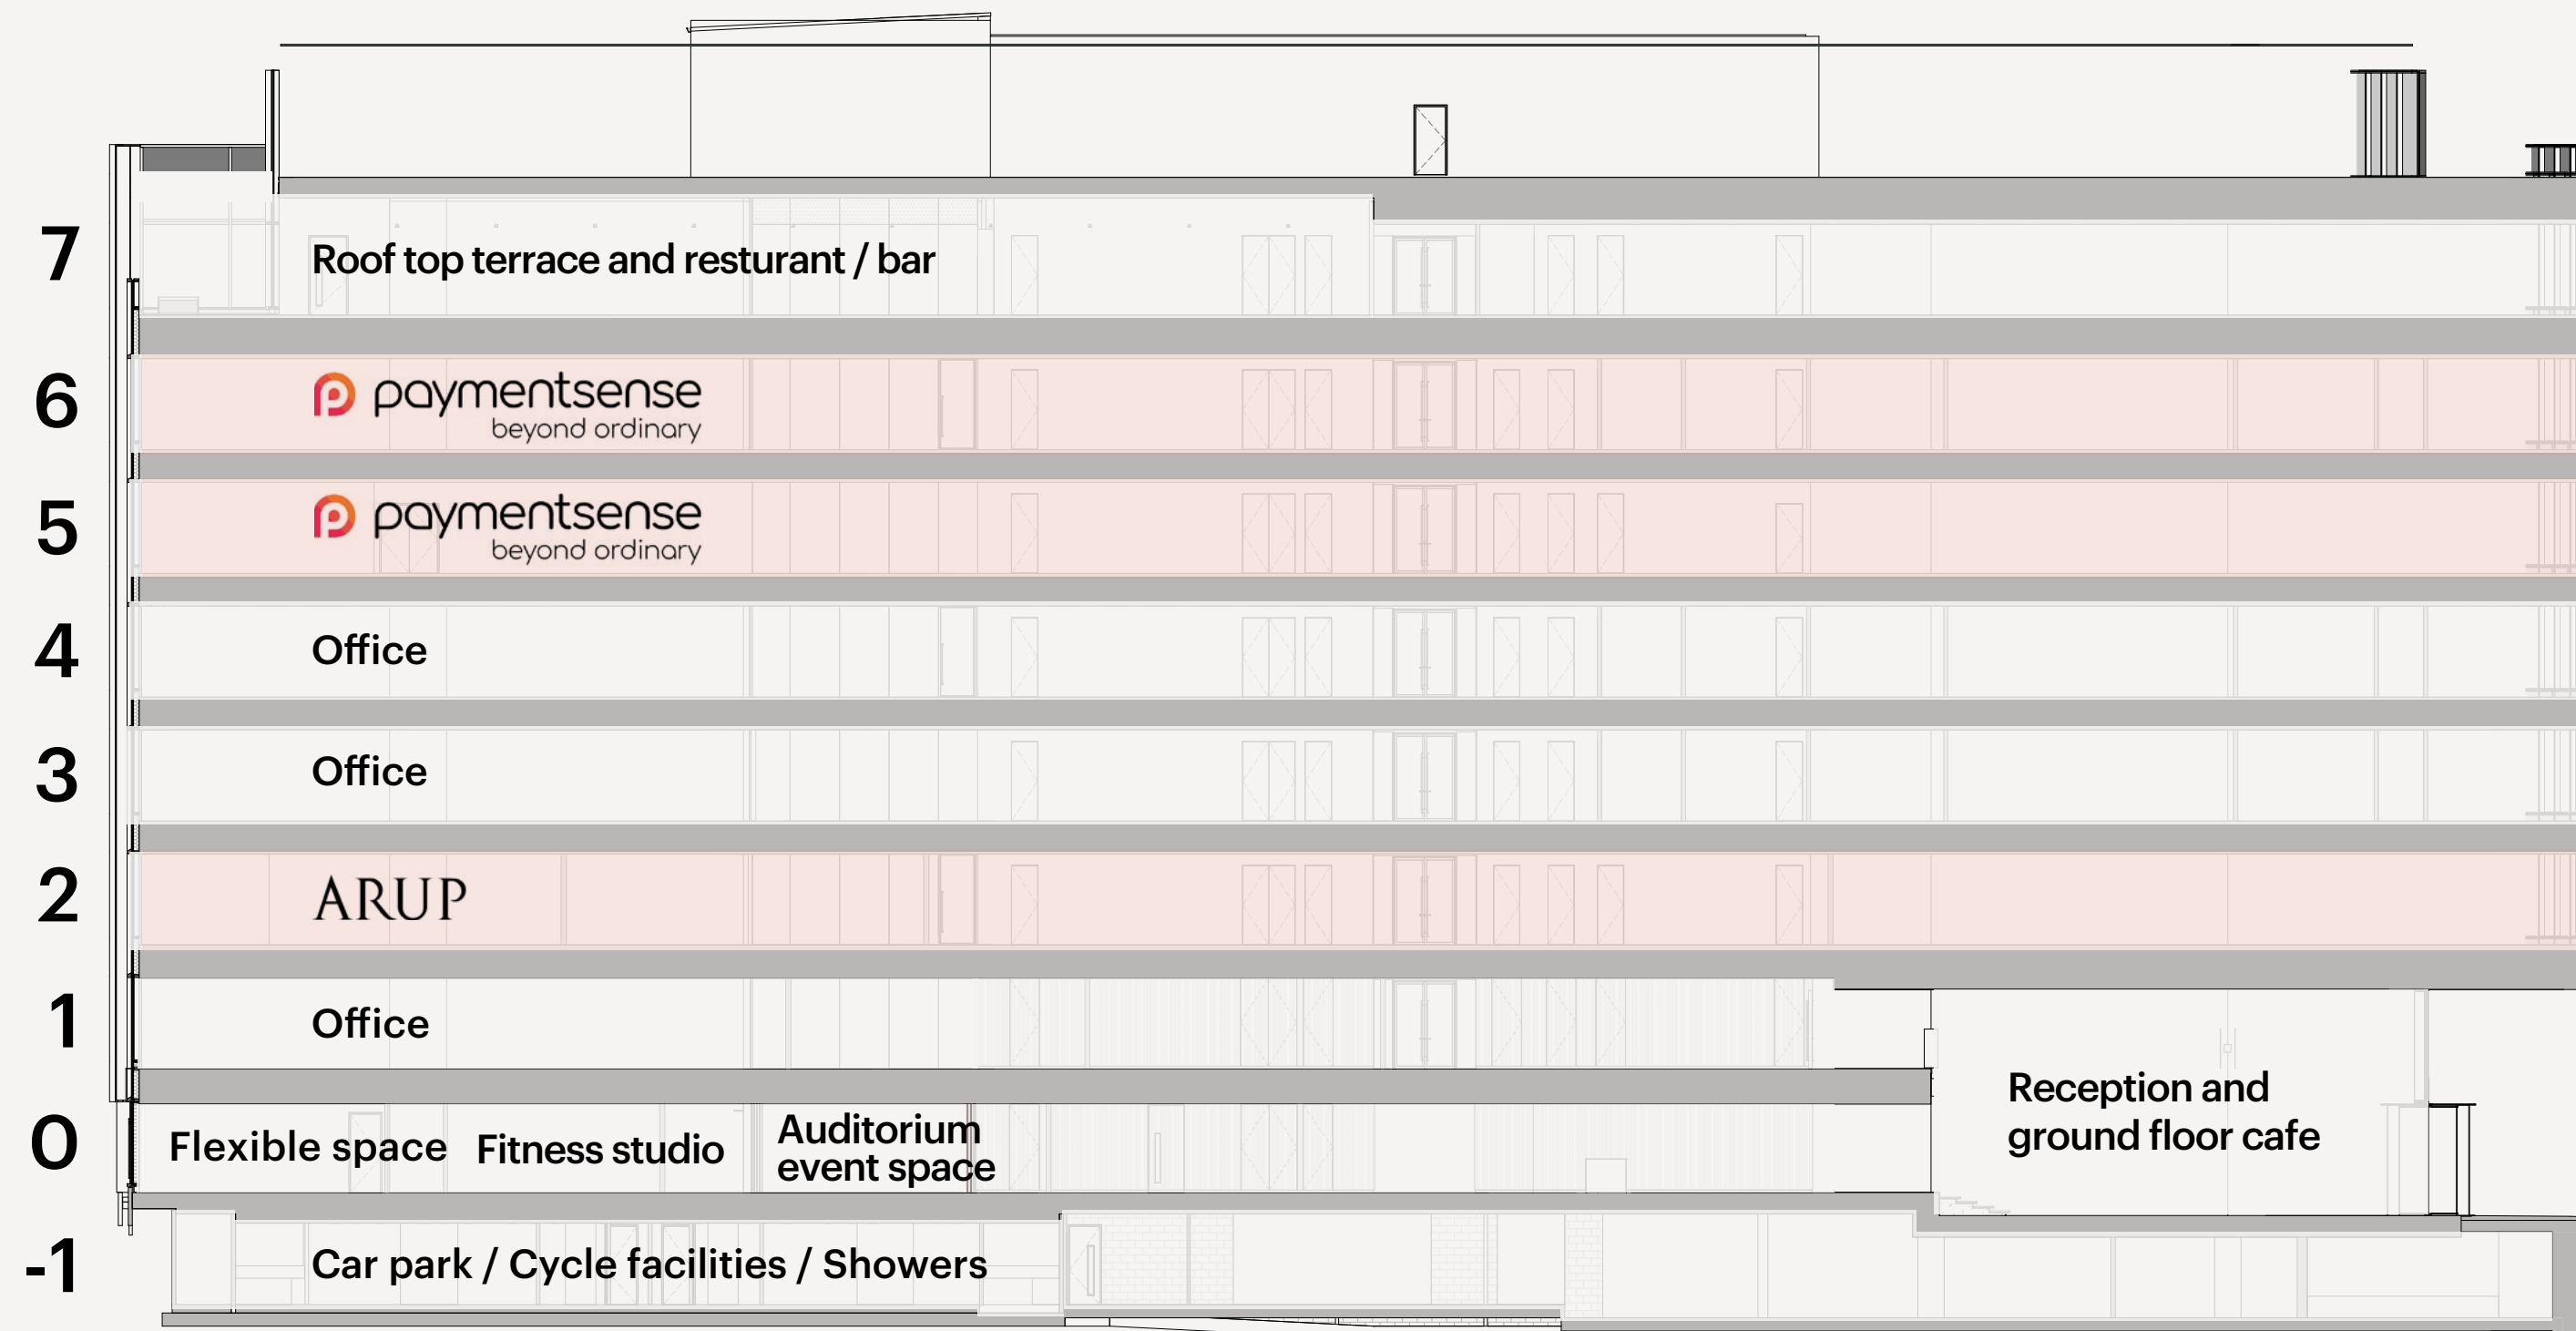 7
Roof top terrace and resturant / bar
6
paymentsense
beyond ordinary
5
paymentsense
beyond ordinary
4
Office
3
Office
2
ARUP
1
Office
0
Flexible space
Fitness studio
Auditorium
event space
Reception and
ground floor cafe
-1
Car park / Cycle facilities / Showers